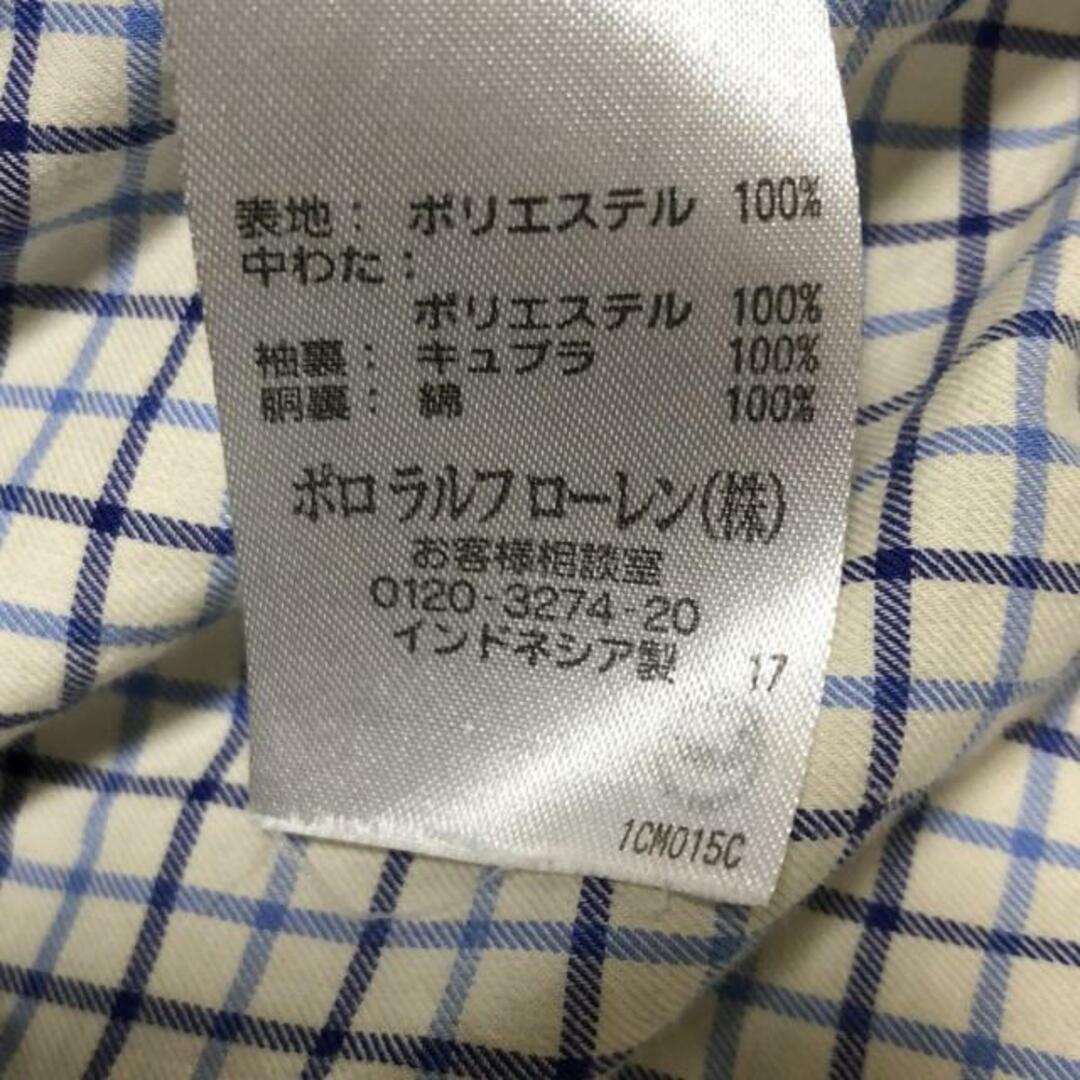 表地： ポリエステル 100%
中わた：
ポリエステル 100%
袖裏： キュプラ 100%
胴裏： 綿 100%
ポロ ラルフ ローレン(株)
お客様相談室
0120-3274-20
インドネシア製 17
1CM015C